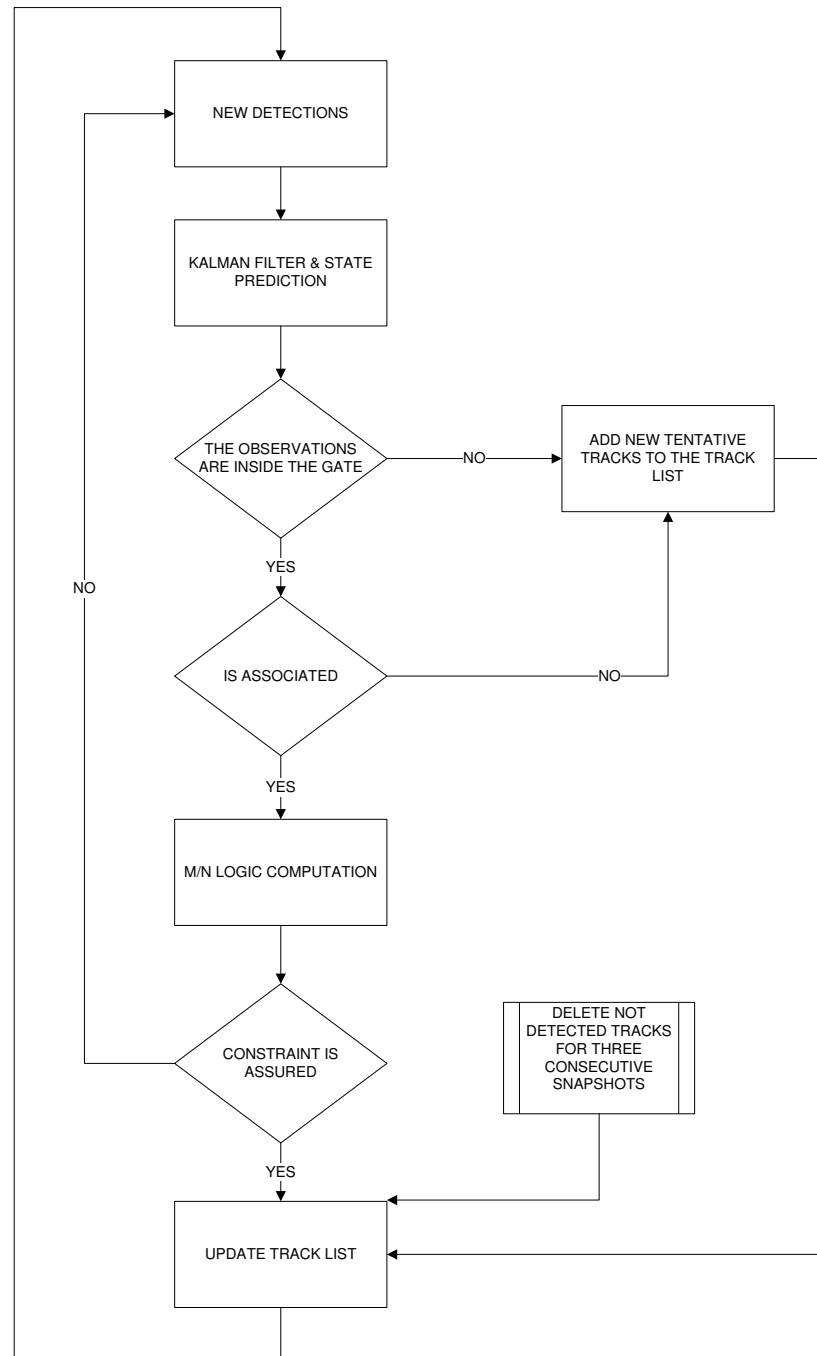 NEW DETECTIONS
KALMAN FILTER & STATE
PREDICTION
THE OBSERVATIONS
ARE INSIDE THE GATE
NO
ADD NEW TENTATIVE
TRACKS TO THE TRACK
LIST
YES
NO
IS ASSOCIATED
NO
YES
M/N LOGIC COMPUTATION
CONSTRAINT IS
ASSURED
DELETE NOT
DETECTED TRACKS
FOR THREE
CONSECUTIVE
SNAPSHOTS
YES
UPDATE TRACK LIST